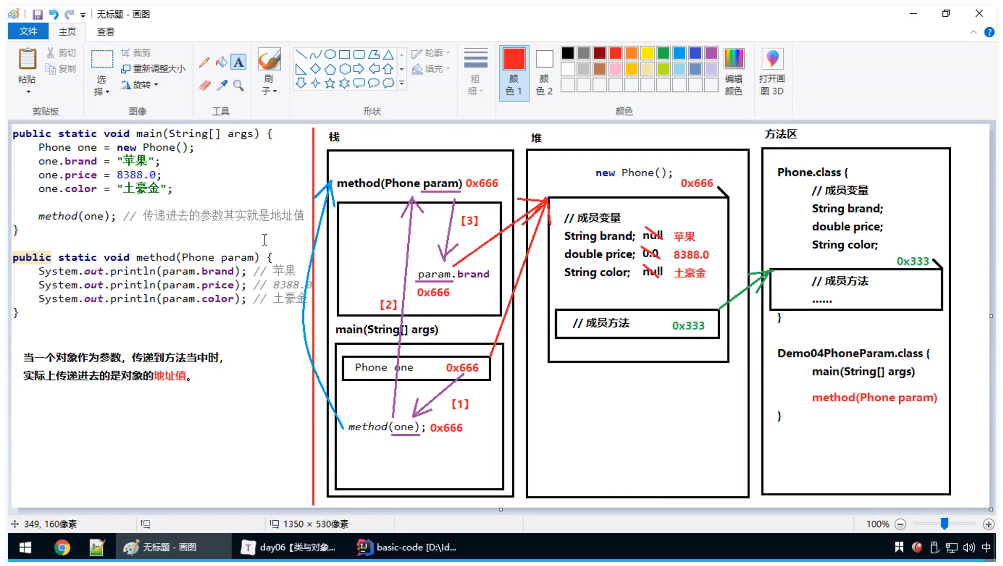 无标题 - 画图
文件
主页
查看
粘贴
剪切
复制
剪贴板
选择
裁剪
重新调整大小
旋转
图像
A
工具
刷子
形状
轮廓
填充
粗细
颜色 1
颜色 2
颜色
编辑颜色
打开画图 3D
public static void main(String[] args) {
Phone one = new Phone();
one.brand = "苹果";
one.price = 8388.0;
one.color = "土豪金";
method(one); // 传递进去的参数其实就是地址值
}
public static void method(Phone param) {
System.out.println(param.brand); // 苹果
System.out.println(param.price); // 8388.0
System.out.println(param.color); // 土豪金
}
当一个对象作为参数，传递到方法当中时，
实际上传递进去的是对象的地址值。
栈
method(Phone param) 0x666
【3】
param.brand
0x666
【2】
main(String[] args)
Phone one 0x666
【1】
method(one); 0x666
堆
new Phone();
0x666
// 成员变量
String brand; null 苹果
double price; 0.0 8388.0
String color; null 土豪金
// 成员方法 0x333
方法区
Phone.class {
// 成员变量
String brand;
double price;
String color;
0x333
// 成员方法
......
}
Demo04PhoneParam.class {
main(String[] args)
method(Phone param)
}
349, 160像素
1350 × 530像素
100%
无标题 - 画图
T
day06【类与对象...
basic-code [D:\Id...
中